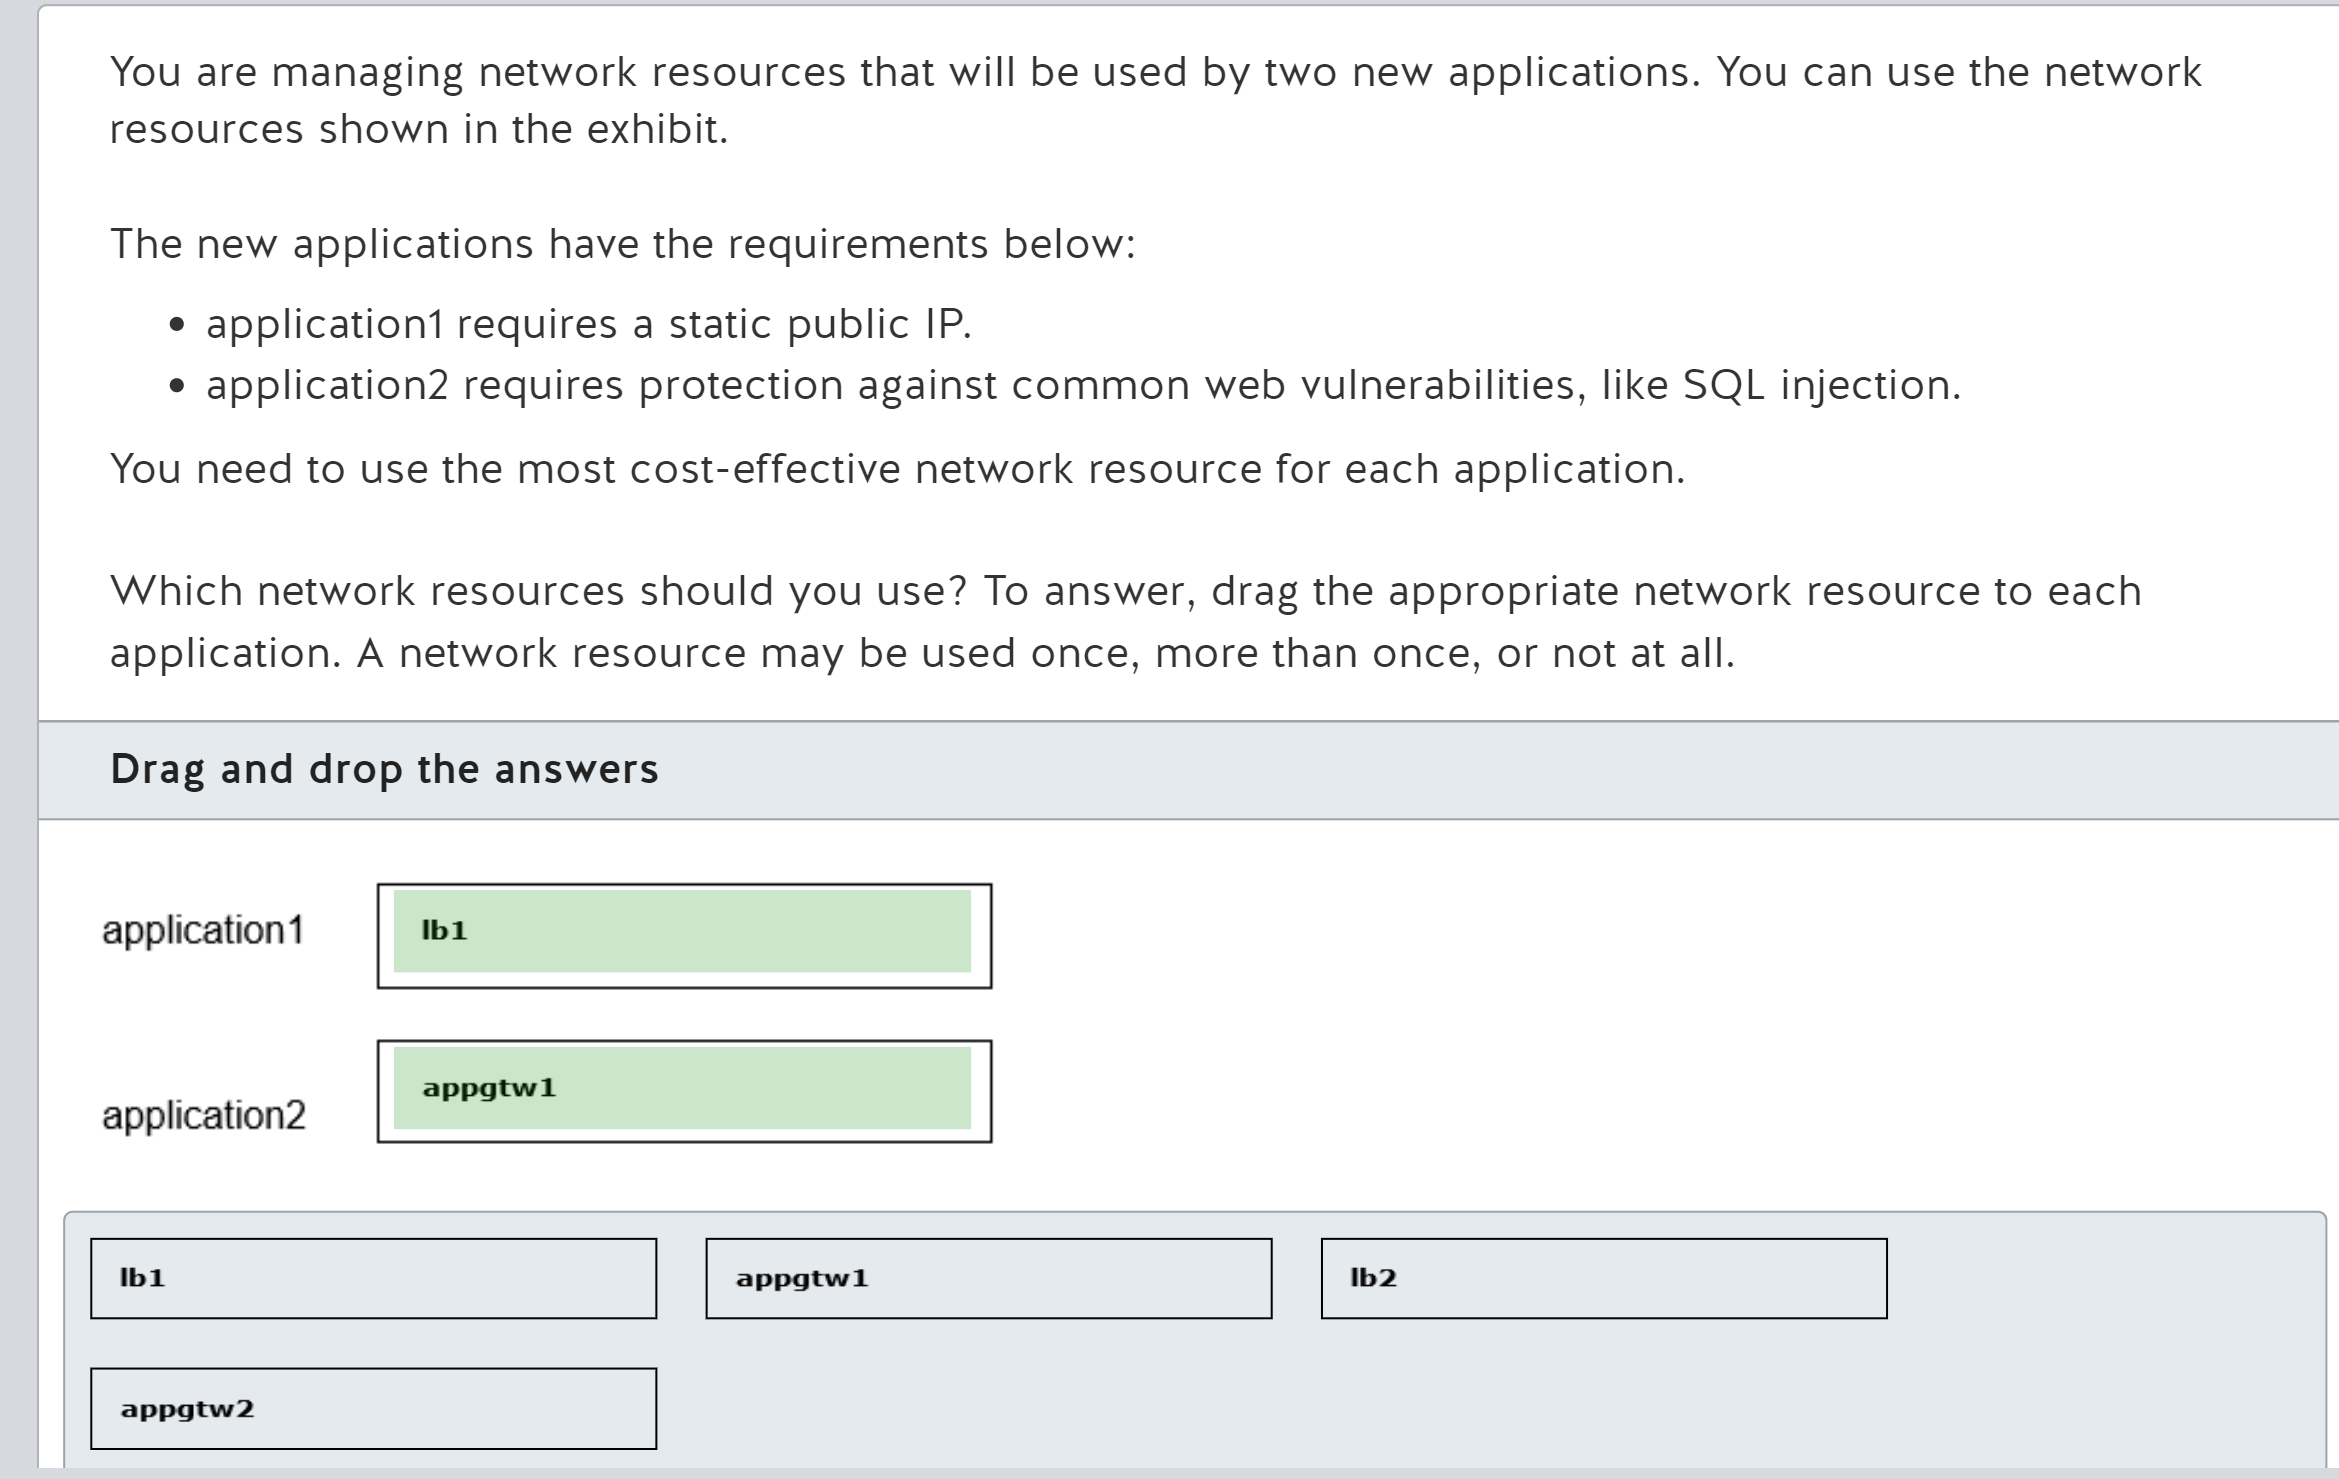 You are managing network resources that will be used by two new applications. You can use the network
resources shown in the exhibit.
The new applications have the requirements below:
• application1 requires a static public IP.
• application2 requires protection against common web vulnerabilities, like SQL injection.
You need to use the most cost-effective network resource for each application.
Which network resources should you use? To answer, drag the appropriate network resource to each
application. A network resource may be used once, more than once, or not at all.
Drag and drop the answers
application1 lb1
application2 appgtw1
lb1 appgtw1 lb2
appgtw2